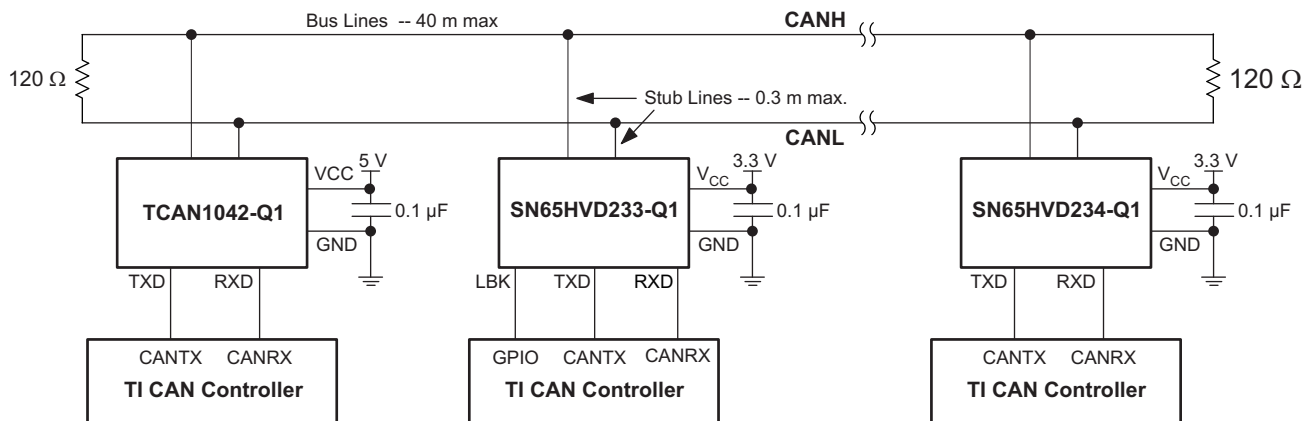 Bus Lines -- 40 m max
CANH
120 Ω
120 Ω
Stub Lines -- 0.3 m max.
CANL
5 V
VCC
TCAN1042-Q1
0.1 µF
GND
TXD RXD
CANTX CANRX
TI CAN Controller
3.3 V
VCC
SN65HVD233-Q1
0.1 µF
GND
LBK TXD RXD
GPIO CANTX CANRX
TI CAN Controller
3.3 V
VCC
SN65HVD234-Q1
0.1 µF
GND
TXD RXD
CANTX CANRX
TI CAN Controller